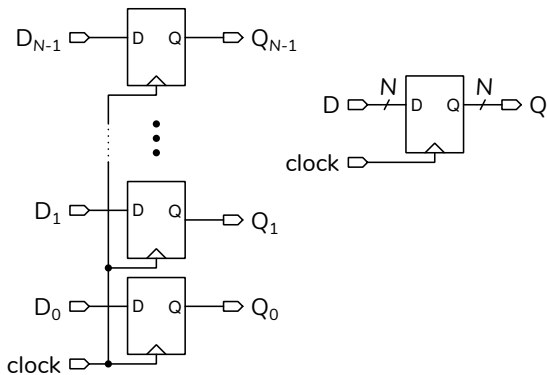 D_{N-1} D Q Q_{N-1}
D_1 D Q Q_1
D_0 D Q Q_0
clock
N N
D D Q Q
clock